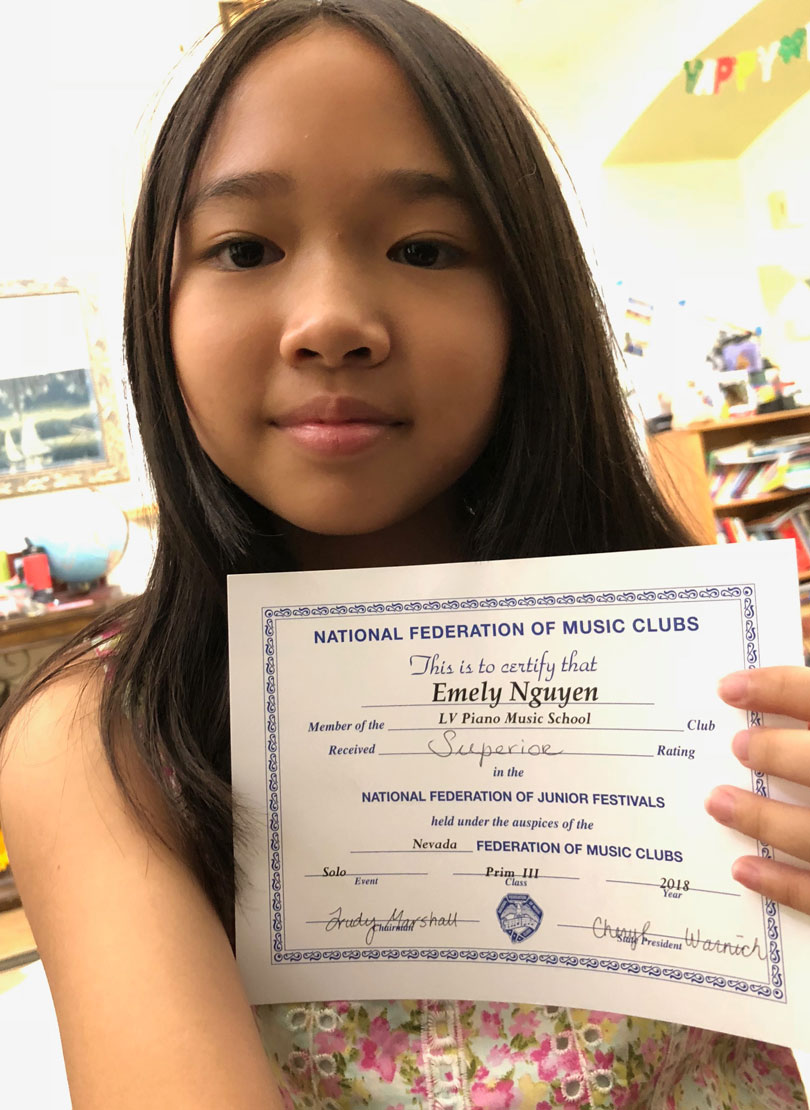 NATIONAL FEDERATION OF MUSIC CLUBS
This is to certify that
Emely Nguyen
Member of the LV Piano Music School Club
Received Superior Rating
in the
NATIONAL FEDERATION OF JUNIOR FESTIVALS
held under the auspices of the
Nevada FEDERATION OF MUSIC CLUBS
Solo Prim III 2018
Event Class Year
Trudy Marshall Cheryl Warnich
Chairman State President